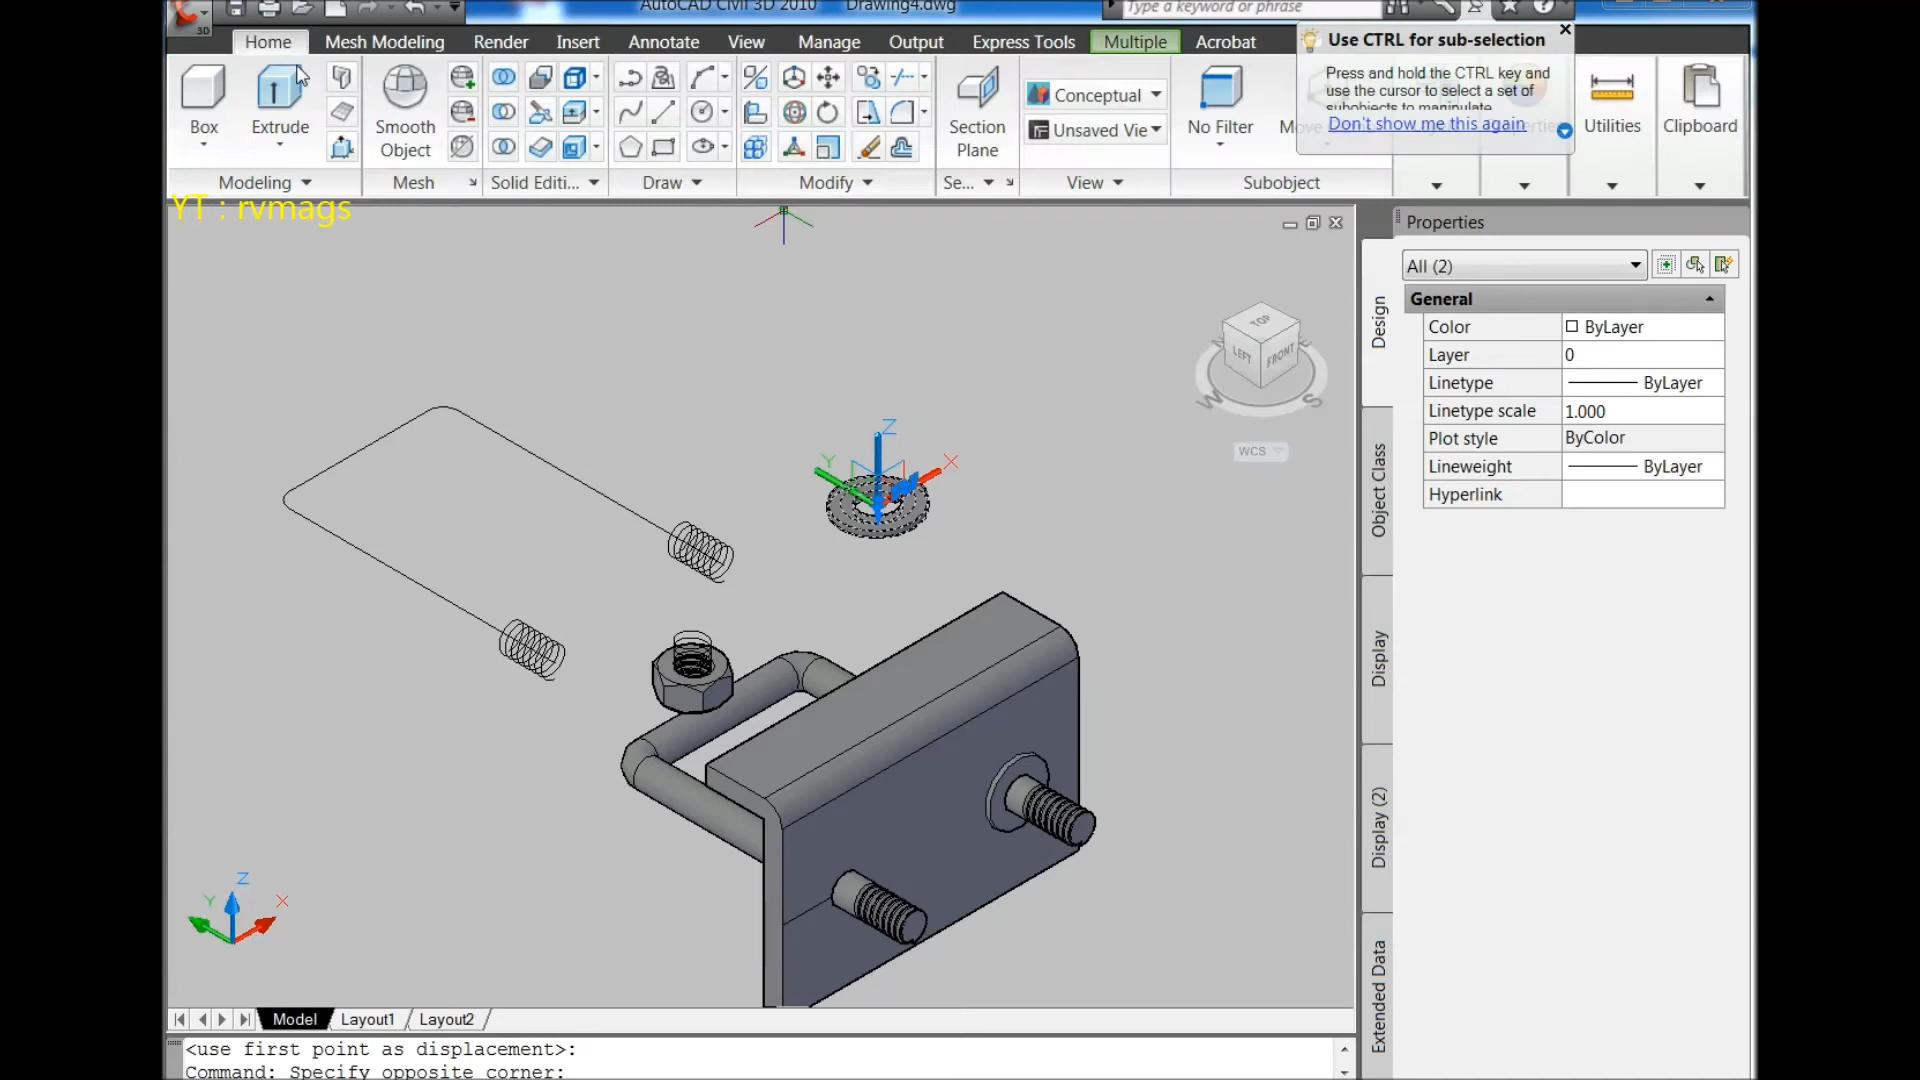 AutoCAD Civil 3D 2010 Drawing4.dwg
Type a keyword or phrase
3D
Home Mesh Modeling Render Insert Annotate View Manage Output Express Tools Multiple Acrobat
Use CTRL for sub-selection
Press and hold the CTRL key and
use the cursor to select a set of
subobjects to manipulate
Don't show me this again
Box
Extrude
Smooth
Object
Section
Plane
Conceptual
Unsaved Vie
No Filter
Utilities
Clipboard
Modeling
Mesh
Solid Editi...
Draw
Modify
Se...
View
Subobject
YT : rvmags
Properties
All (2)
General
Color ByLayer
Layer 0
Linetype ByLayer
Linetype scale 1.000
Plot style ByColor
Lineweight ByLayer
Hyperlink
Design
Object Class
Display
Display (2)
Extended Data
TOP
LEFT
FRONT
W
S
WCS
Z
Y
X
Z
Y
X
Model Layout1 Layout2
<use first point as displacement>:
Command: Specify opposite corner: